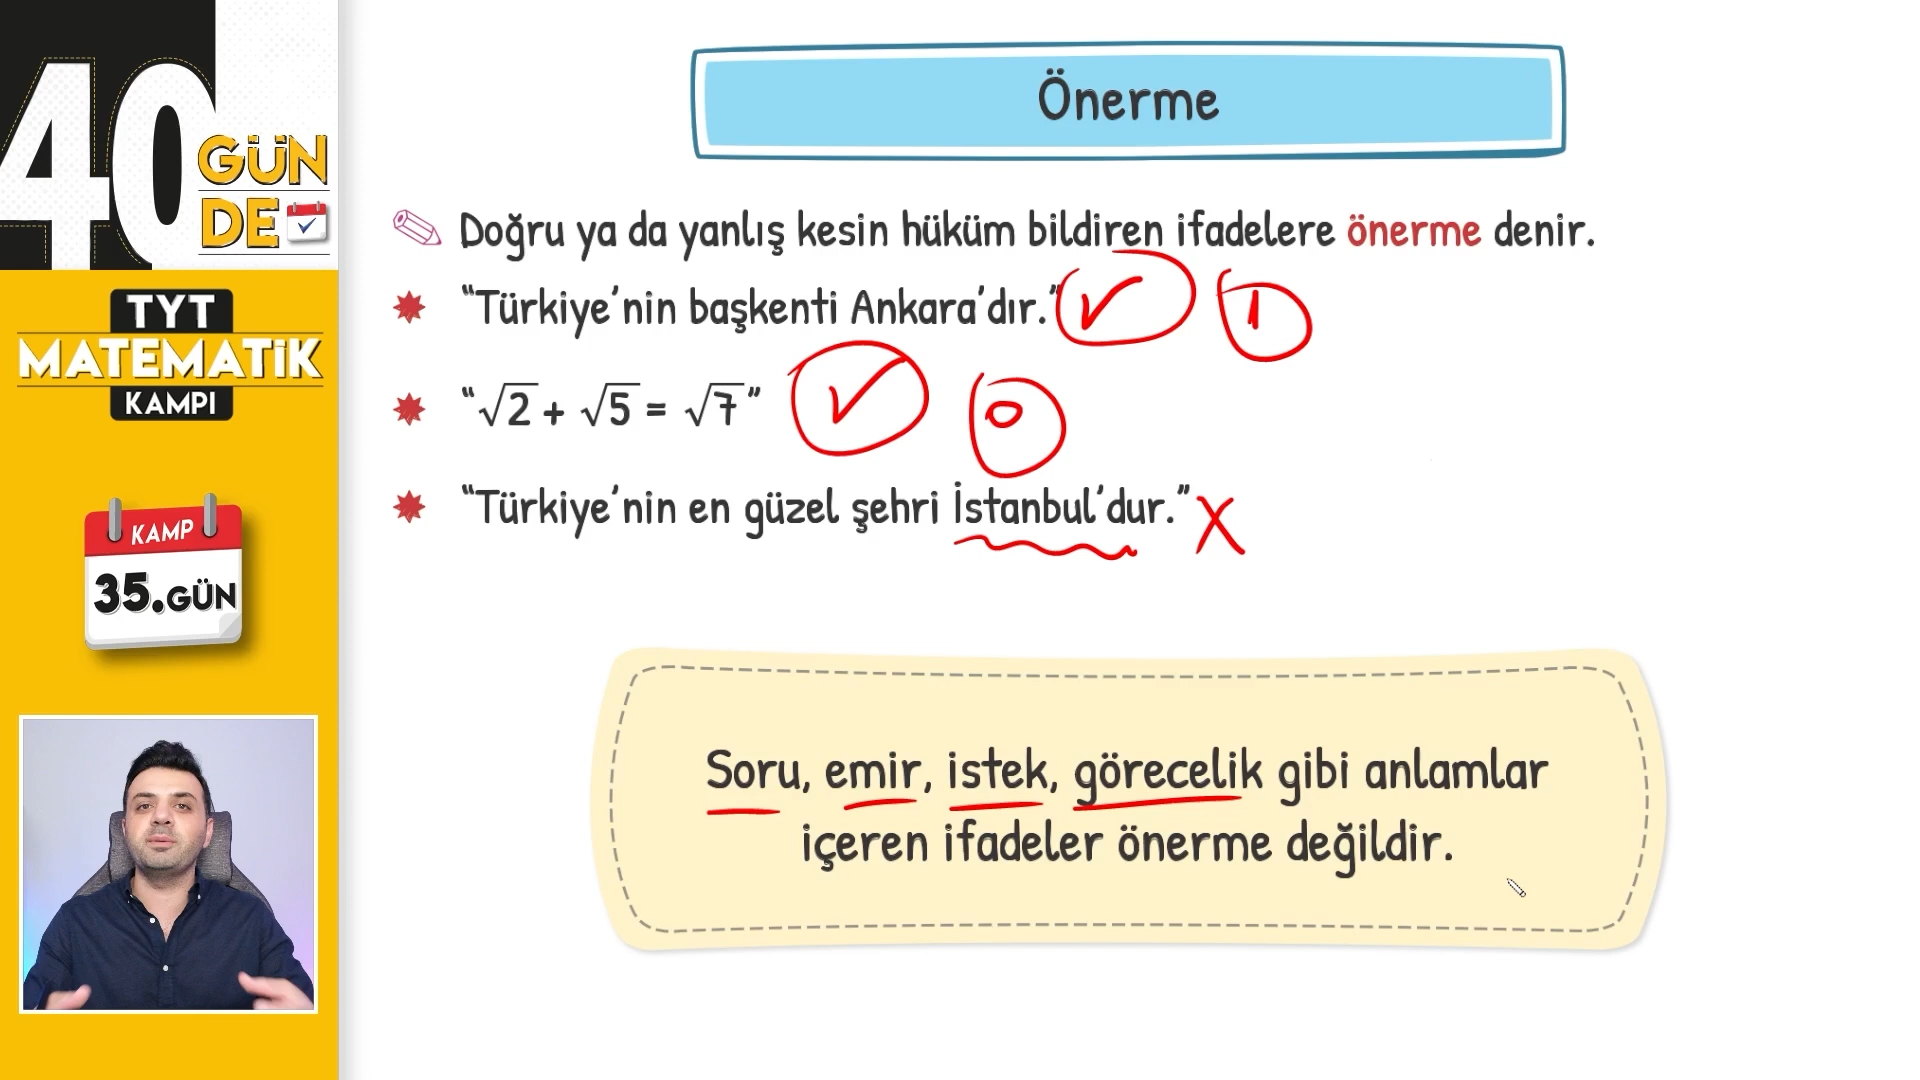 40
GÜN
DE
TYT
MATEMATİK
KAMPI
KAMP
35.GÜN
Önerme
Doğru ya da yanlış kesin hüküm bildiren ifadelere önerme denir.
“Türkiye’nin başkenti Ankara’dır.” ✓ 1
“√2 + √5 = √7” ✓ 0
“Türkiye’nin en güzel şehri İstanbul’dur.” X
Soru, emir, istek, görecelik gibi anlamlar
içeren ifadeler önerme değildir.